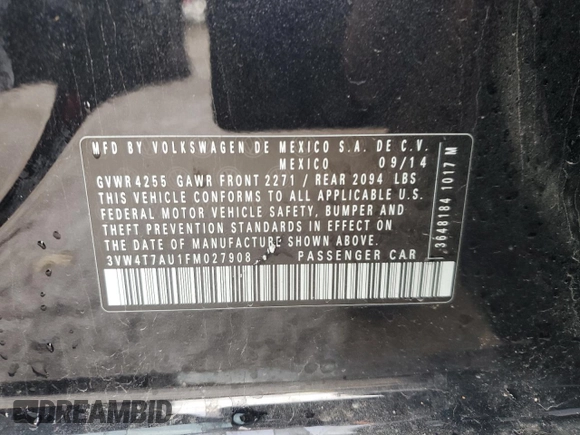 MFD BY VOLKSWAGEN DE MEXICO S.A. DE C.V.
MEXICO 09/14
GVWR 4255 GAWR FRONT 2271 / REAR 2094 LBS
THIS VEHICLE CONFORMS TO ALL APPLICABLE U.S.
FEDERAL MOTOR VEHICLE SAFETY, BUMPER AND
THEFT PREVENTION STANDARDS IN EFFECT ON
THE DATE OF MANUFACTURE SHOWN ABOVE.
3VW4T7AU1FM027908 PASSENGER CAR
3648184 1017 M
DREAMBID